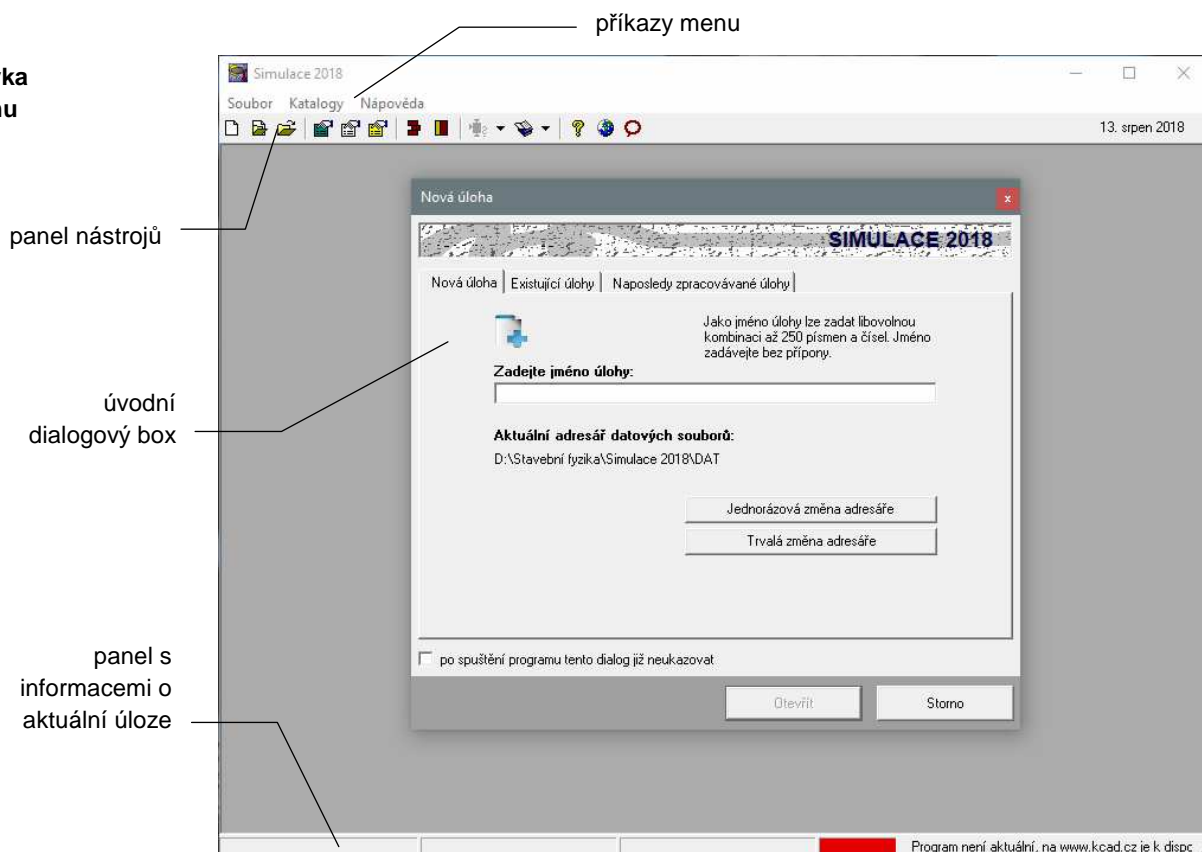 příkazy menu
Simulace 2018
Soubor Katalogy Nápověda
13. srpen 2018
panel nástrojů
Nová úloha
SIMULACE 2018
Nová úloha Existující úlohy Naposledy zpracovávané úlohy
Jako jméno úlohy lze zadat libovolnou
kombinaci až 250 písmen a čísel. Jméno
zadávejte bez přípony.
Zadejte jméno úlohy:
úvodní
dialogový box
Aktuální adresář datových souborů:
D:\Stavební fyzika\Simulace 2018\DAT
Jednorázová změna adresáře
Trvalá změna adresáře
po spuštění programu tento dialog již neukazovat
Otevřít Storno
panel s
informacemi o
aktuální úloze
Program není aktuální, na www.kcad.cz je k